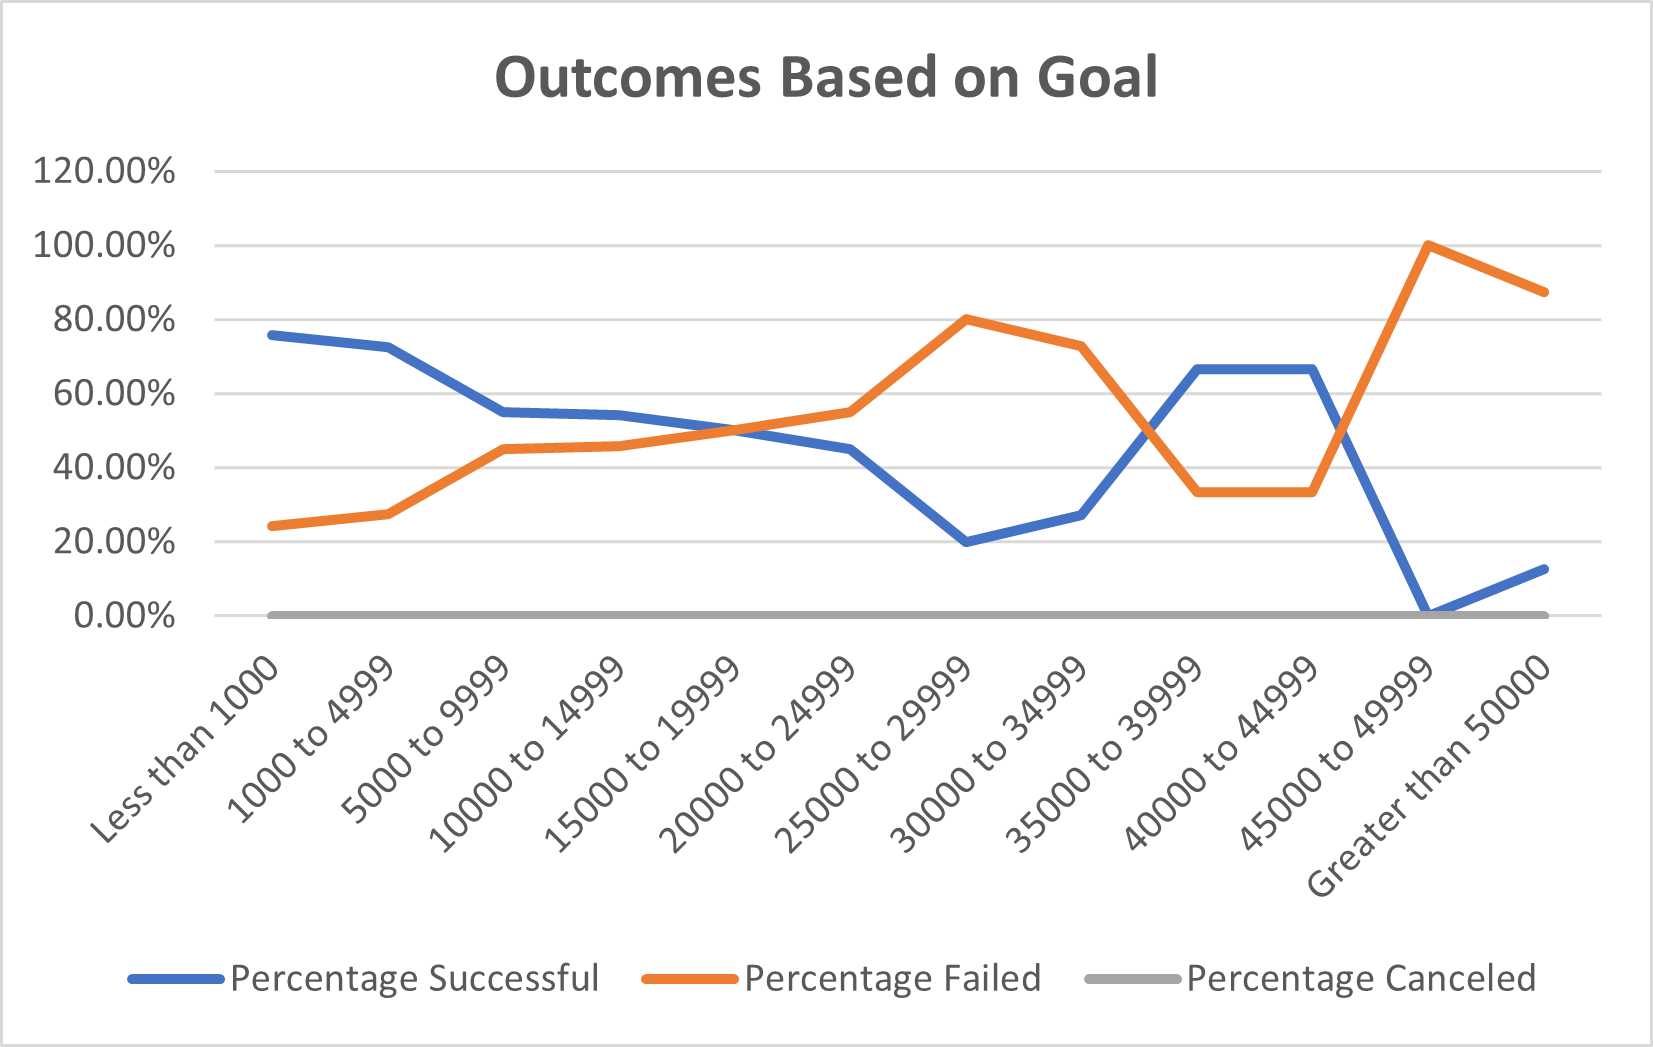 Outcomes Based on Goal
120.00%
100.00%
80.00%
60.00%
40.00%
20.00%
0.00%
Less than 1000
1000 to 4999
5000 to 9999
10000 to 14999
15000 to 19999
20000 to 24999
25000 to 29999
30000 to 34999
35000 to 39999
40000 to 44999
45000 to 49999
Greater than 50000
Percentage Successful
Percentage Failed
Percentage Canceled